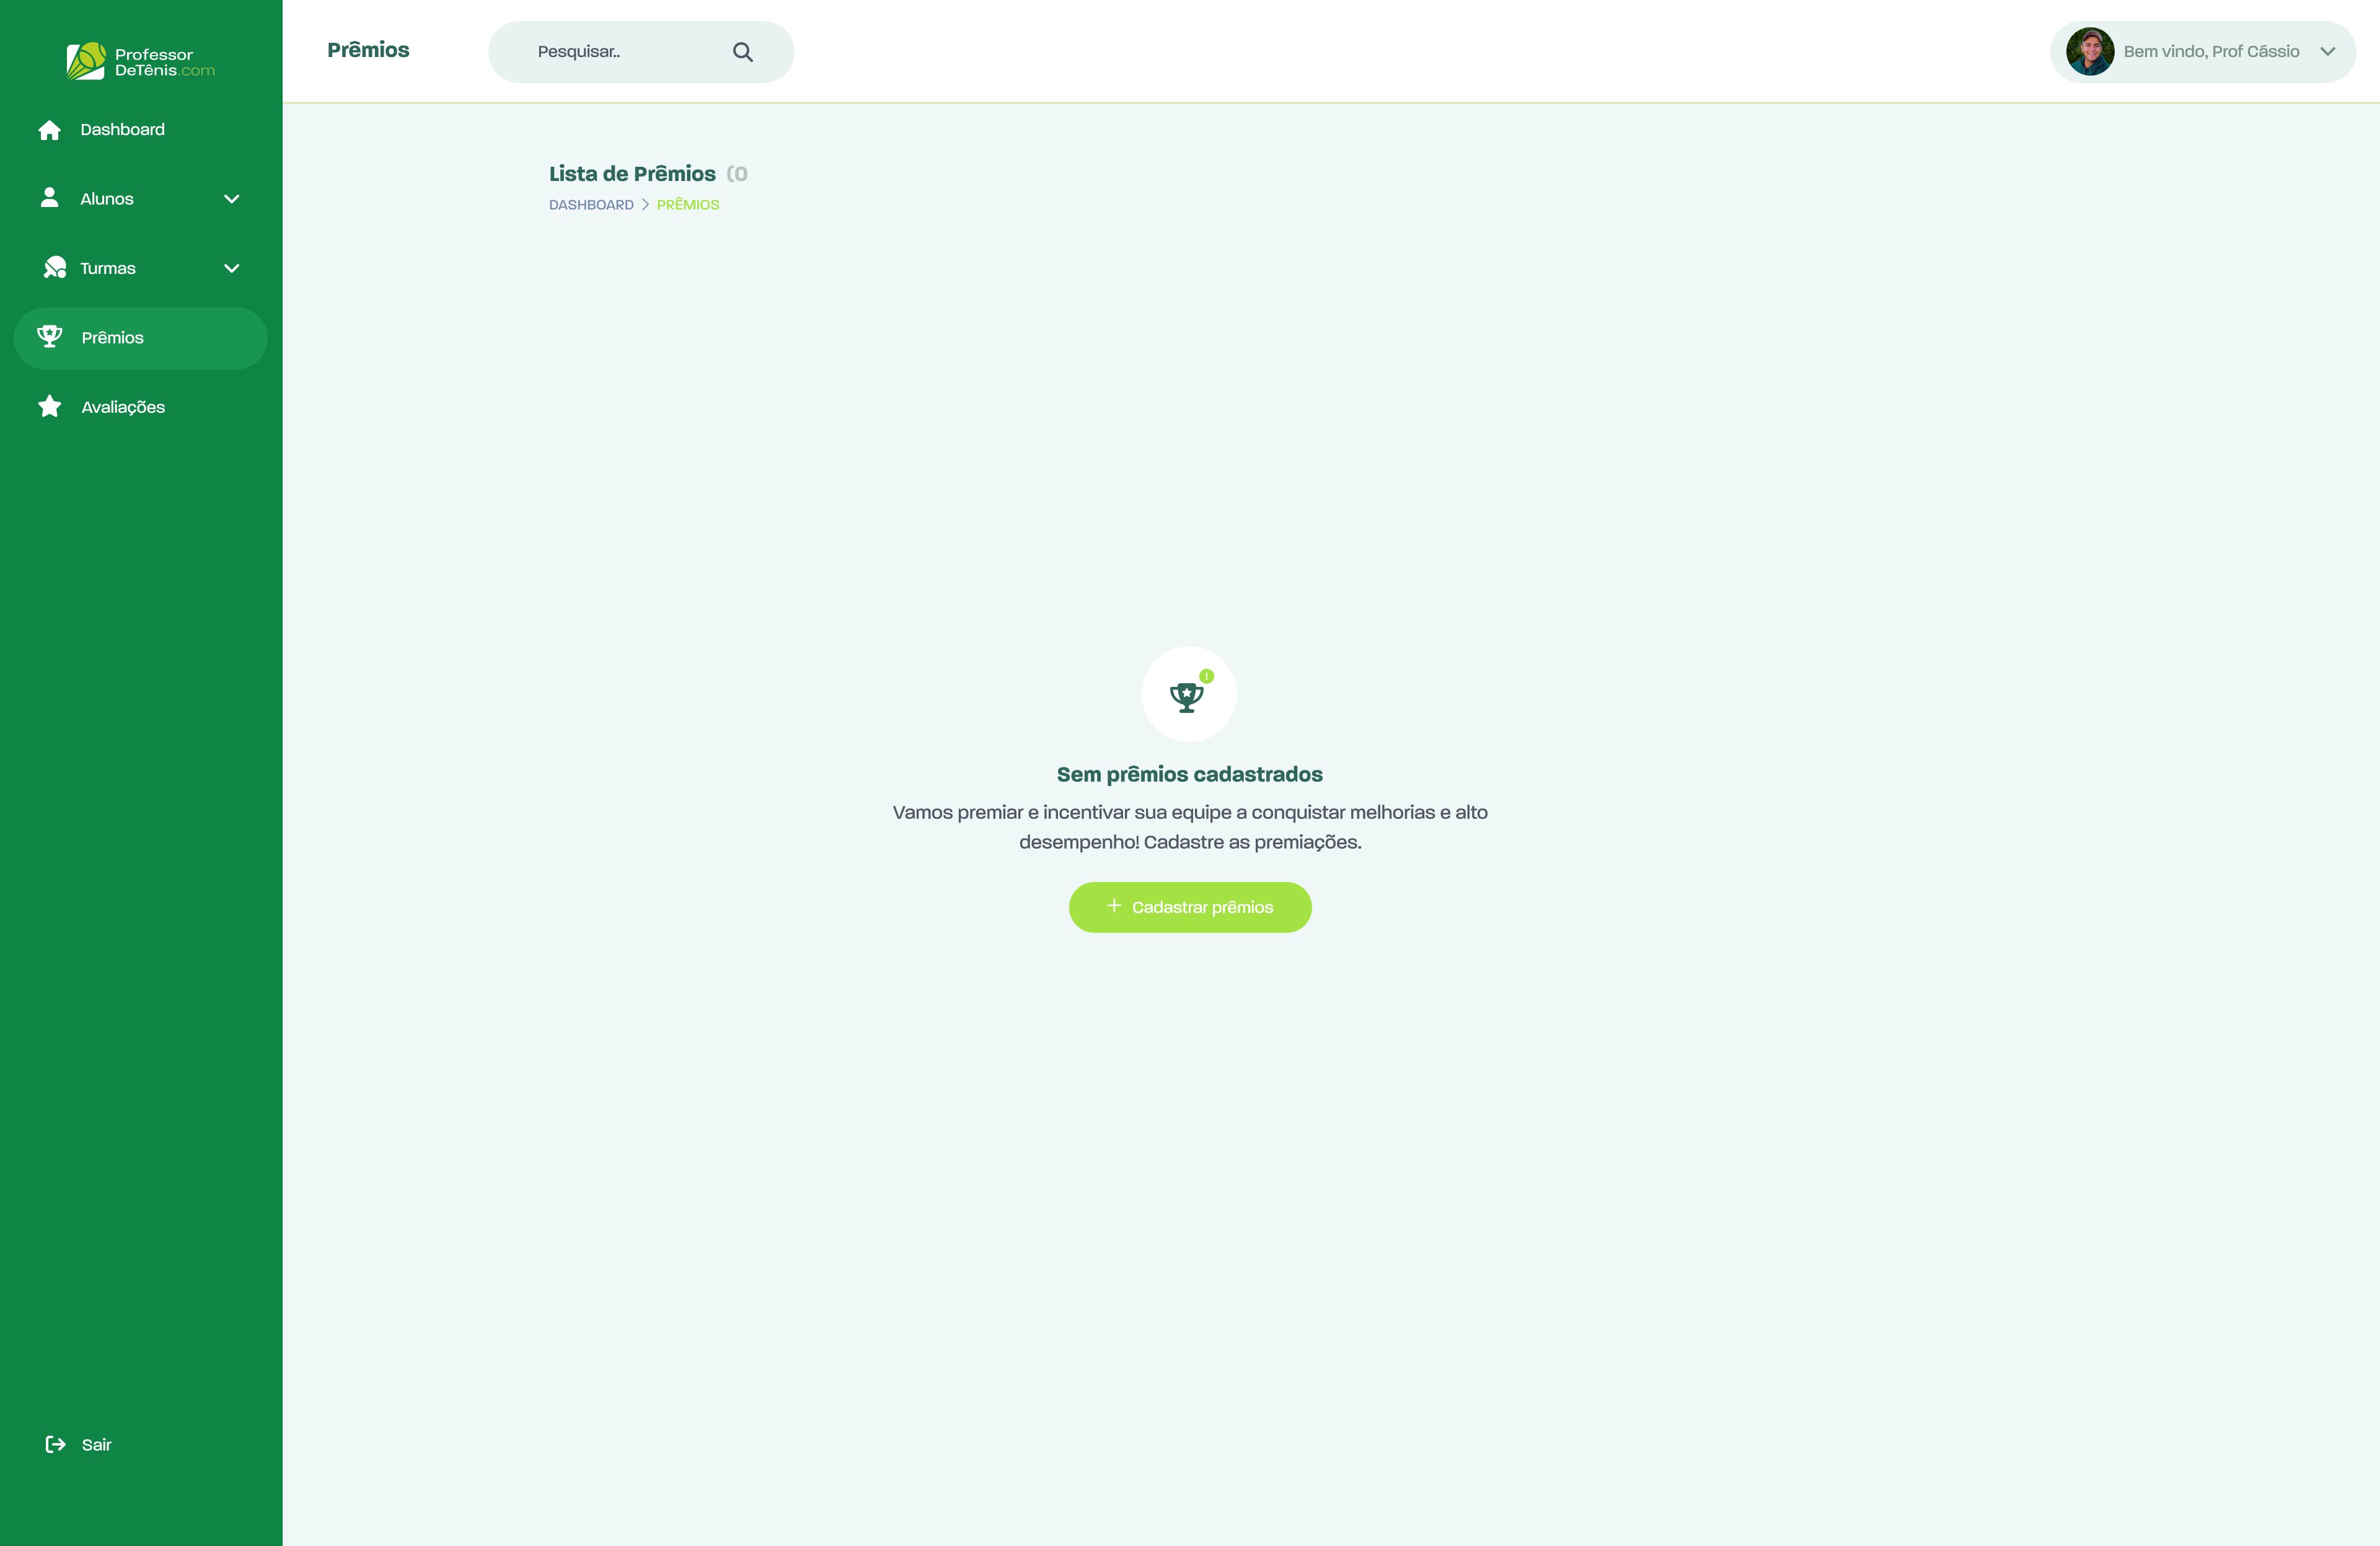 Professor
DeTênis.com
Dashboard
Alunos
Turmas
Prêmios
Avaliações
Sair
Prêmios
Pesquisar..
Bem vindo, Prof Cássio
Lista de Prêmios (0
DASHBOARD > PRÊMIOS
!
Sem prêmios cadastrados
Vamos premiar e incentivar sua equipe a conquistar melhorias e alto
desempenho! Cadastre as premiações.
+ Cadastrar prêmios